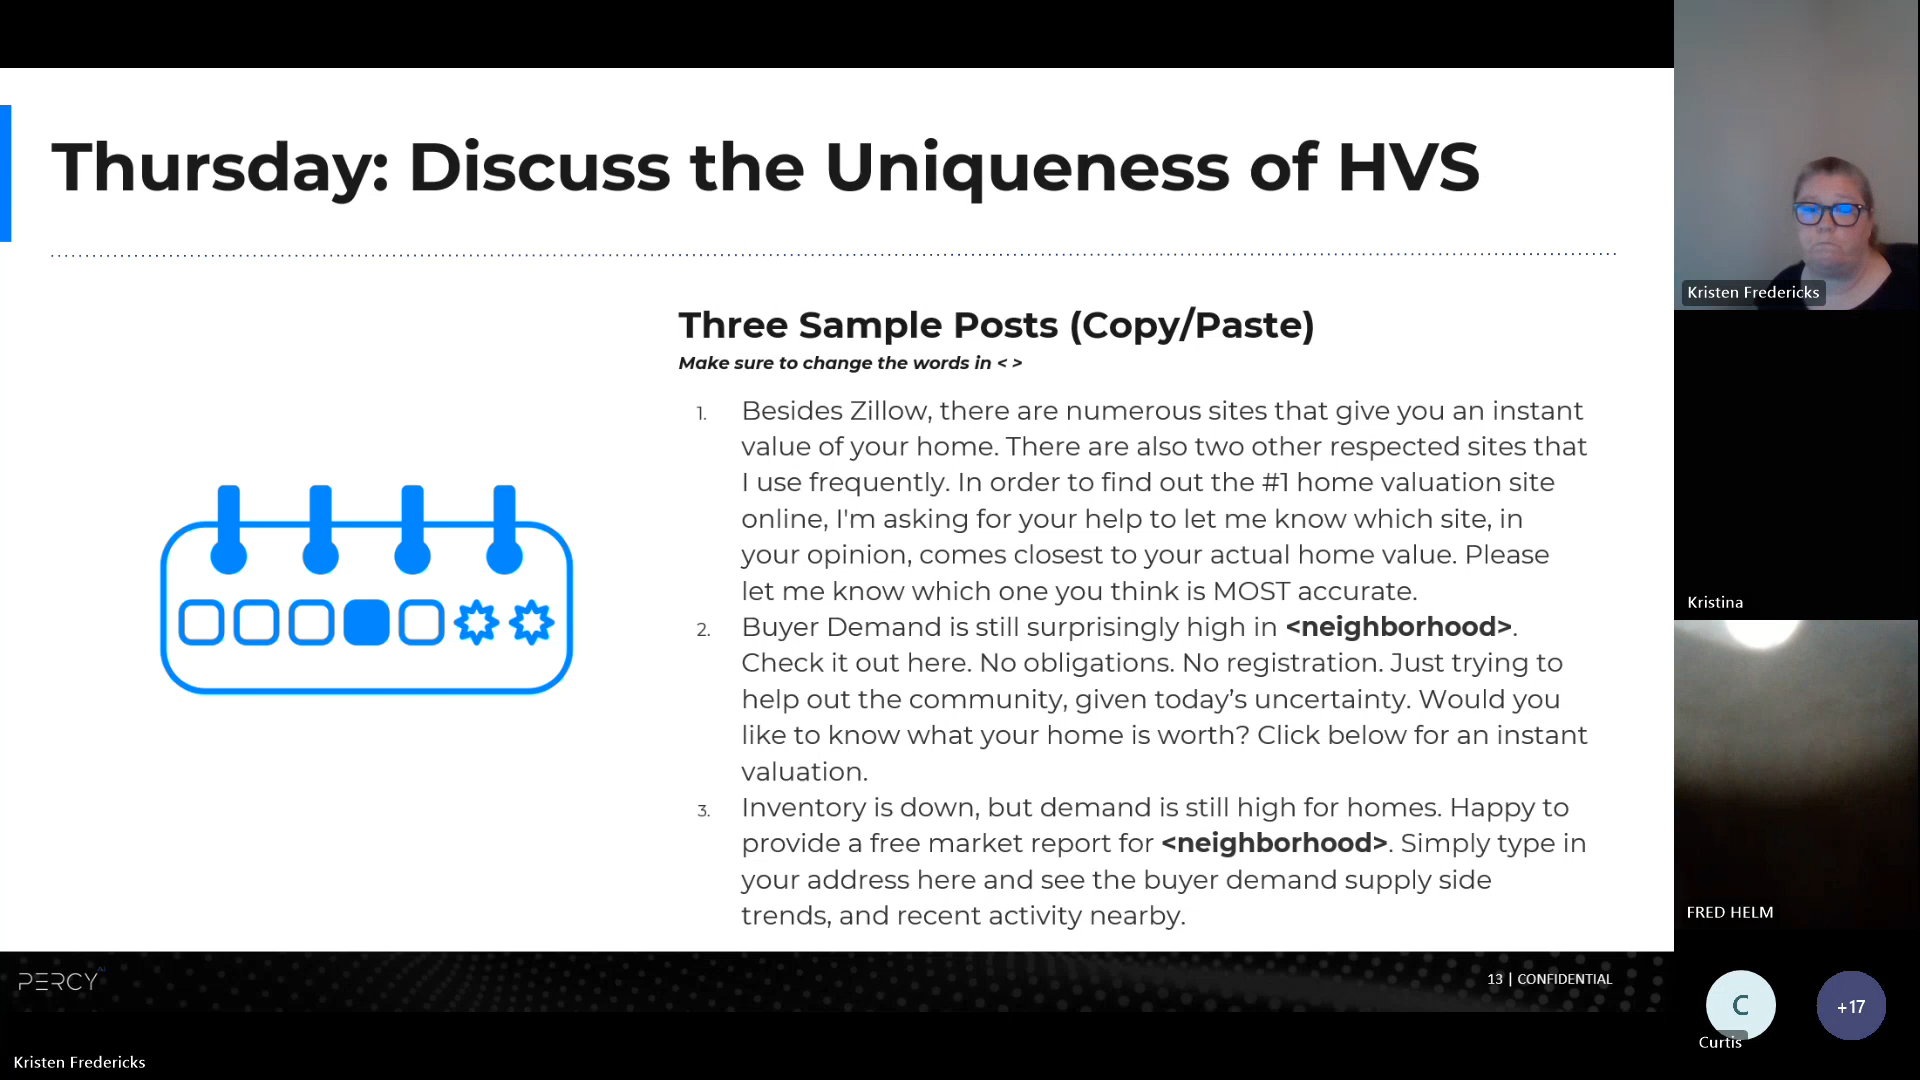 Thursday: Discuss the Uniqueness of HVS
Three Sample Posts (Copy/Paste)
Make sure to change the words in < >
1. Besides Zillow, there are numerous sites that give you an instant
value of your home. There are also two other respected sites that
I use frequently. In order to find out the #1 home valuation site
online, I'm asking for your help to let me know which site, in
your opinion, comes closest to your actual home value. Please
let me know which one you think is MOST accurate.
2. Buyer Demand is still surprisingly high in <neighborhood>.
Check it out here. No obligations. No registration. Just trying to
help out the community, given today’s uncertainty. Would you
like to know what your home is worth? Click below for an instant
valuation.
3. Inventory is down, but demand is still high for homes. Happy to
provide a free market report for <neighborhood>. Simply type in
your address here and see the buyer demand supply side
trends, and recent activity nearby.
PERCY AI
13 | CONFIDENTIAL
Kristen Fredericks
Kristen Fredericks
Kristina
FRED HELM
C
Curtis
+17